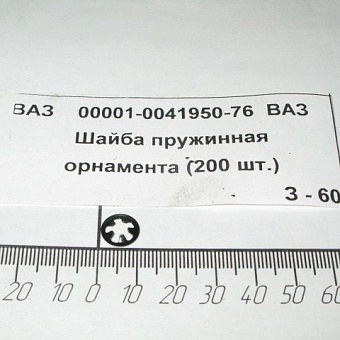 ВАЗ 00001-0041950-76 ВАЗ
Шайба пружинная
орнамента (200 шт.)
З - 60
20 10 0 10 20 30 40 50 60